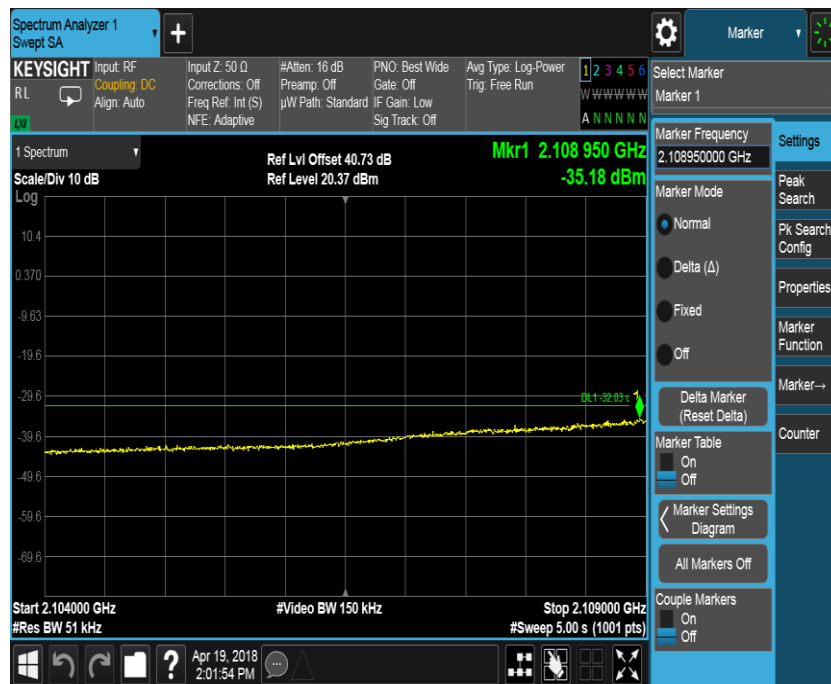 Spectrum Analyzer 1
Swept SA
+
Marker
KEYSIGHT
RL
LXI
Input: RF
Coupling: DC
Align: Auto
Input Z: 50 Ω
Corrections: Off
Freq Ref: Int (S)
NFE: Adaptive
#Atten: 16 dB
Preamp: Off
µW Path: Standard
PNO: Best Wide
Gate: Off
IF Gain: Low
Sig Track: Off
Avg Type: Log-Power
Trig: Free Run
1 2 3 4 5 6
W W W W W W
A N N N N N
Select Marker
Marker 1
1 Spectrum
Scale/Div 10 dB
Log
Ref Lvl Offset 40.73 dB
Ref Level 20.37 dBm
Mkr1 2.108 950 GHz
-35.18 dBm
10.4
0.370
-9.63
-19.6
-29.6
-39.6
-49.6
-59.6
-69.6
DL1 -32.03
1
Start 2.104000 GHz
#Video BW 150 kHz
Stop 2.109000 GHz
#Res BW 51 kHz
#Sweep 5.00 s (1001 pts)
Marker Frequency
2.108950000 GHz
Marker Mode
Normal
Delta (Δ)
Fixed
Off
Delta Marker
(Reset Delta)
Marker Table
On
Off
Marker Settings
Diagram
All Markers Off
Couple Markers
On
Off
Settings
Peak
Search
Pk Search
Config
Properties
Marker
Function
Marker→
Counter
?
Apr 19, 2018
2:01:54 PM